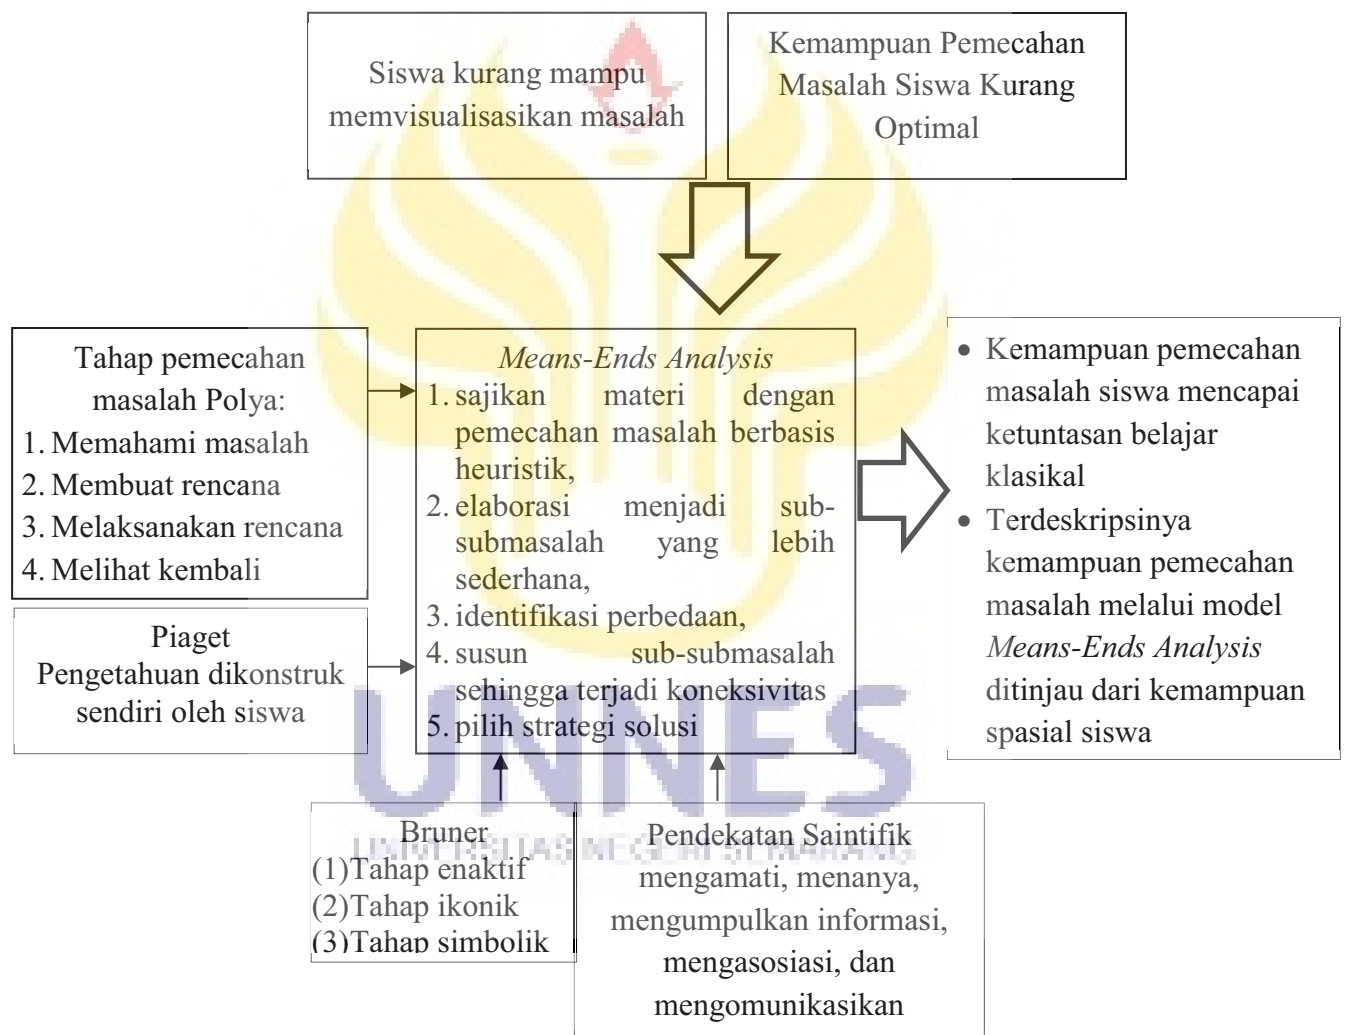 Siswa kurang mampu
memvisualisasikan masalah
Kemampuan Pemecahan
Masalah Siswa Kurang
Optimal
Tahap pemecahan
masalah Polya:
1. Memahami masalah
2. Membuat rencana
3. Melaksanakan rencana
4. Melihat kembali
Piaget
Pengetahuan dikonstruk
sendiri oleh siswa
Means-Ends Analysis
1. sajikan materi dengan
pemecahan masalah berbasis
heuristik,
2. elaborasi menjadi sub-
submasalah yang lebih
sederhana,
3. identifikasi perbedaan,
4. susun sub-submasalah
sehingga terjadi koneksivitas
5. pilih strategi solusi
• Kemampuan pemecahan
masalah siswa mencapai
ketuntasan belajar
klasikal
• Terdeskripsinya
kemampuan pemecahan
masalah melalui model
Means-Ends Analysis
ditinjau dari kemampuan
spasial siswa
UNNES
UNIVERSITAS NEGERI SEMARANG
Bruner
(1)Tahap enaktif
(2)Tahap ikonik
(3)Tahap simbolik
Pendekatan Saintifik
mengamati, menanya,
mengumpulkan informasi,
mengasosiasi, dan
mengomunikasikan